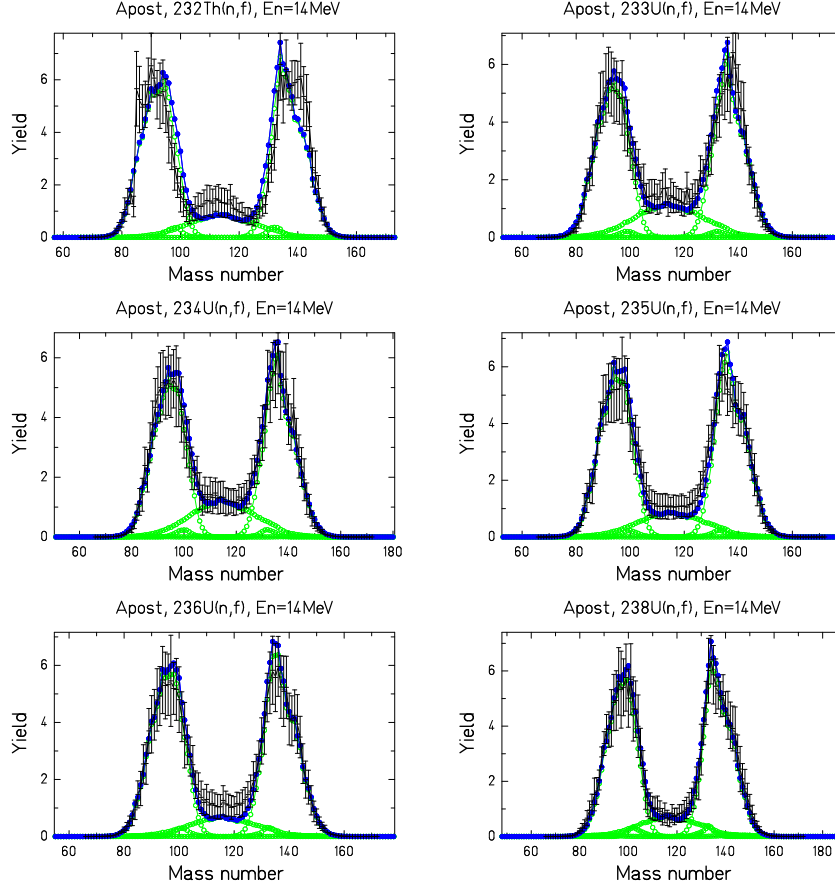 Apost, 232Th(n,f), En=14MeV
Yield
6
4
2
0
60 80 100 120 140 160
Mass number
Apost, 233U(n,f), En=14MeV
Yield
6
4
2
0
60 80 100 120 140 160 180
Mass number
Apost, 234U(n,f), En=14MeV
Yield
6
4
2
0
60 80 100 120 140 160 180
Mass number
Apost, 235U(n,f), En=14MeV
Yield
6
4
2
0
60 80 100 120 140 160 180
Mass number
Apost, 236U(n,f), En=14MeV
Yield
6
4
2
0
60 80 100 120 140 160
Mass number
Apost, 238U(n,f), En=14MeV
Yield
6
4
2
0
60 80 100 120 140 160 180
Mass number